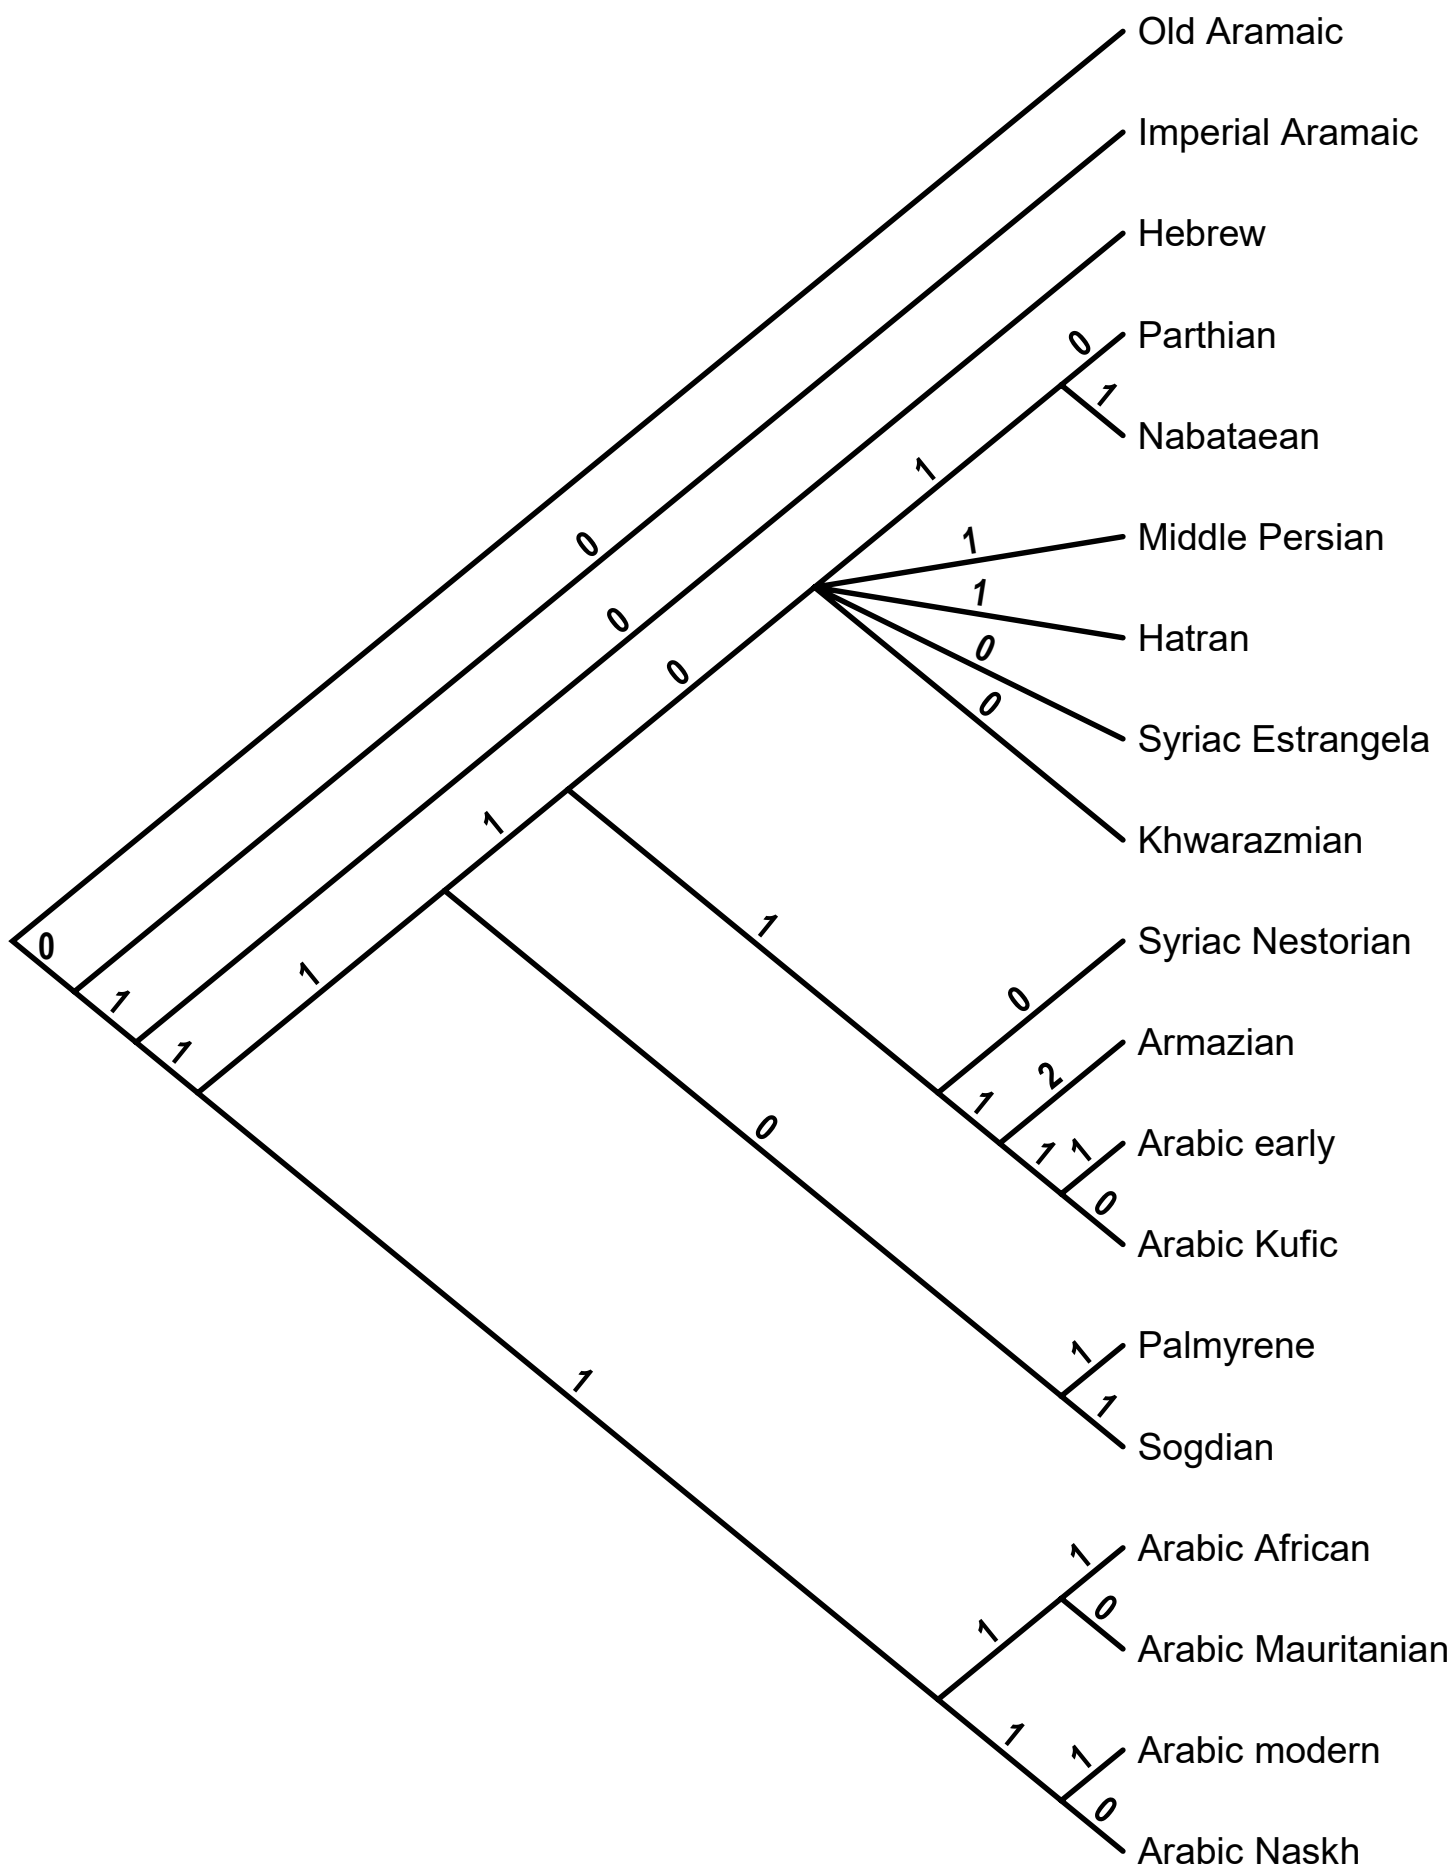 Old Aramaic
Imperial Aramaic
Hebrew
0
Parthian
1
Nabataean
1
1
Middle Persian
0
1
Hatran
0
0
0
Syriac Estrangela
0
1
Khwarazmian
1
0
1
Syriac Nestorian
1
0
1
2
Armazian
1
0
1
1
Arabic early
0
Arabic Kufic
1
Palmyrene
1
1
Sogdian
1
Arabic African
1
0
Arabic Mauritanian
1
1
Arabic modern
0
Arabic Naskh